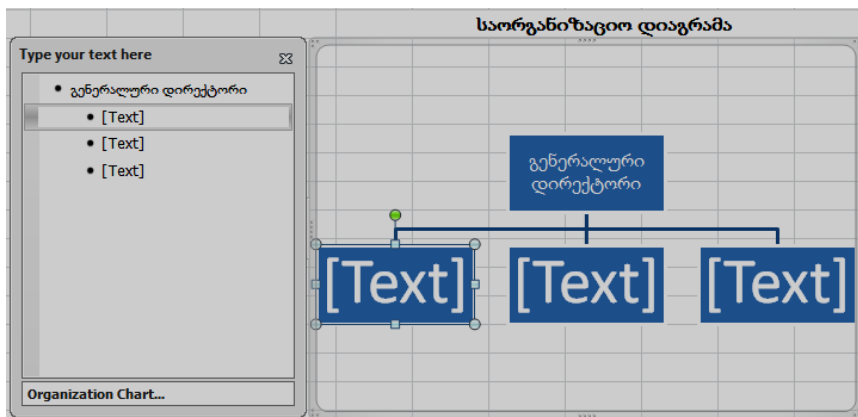 საორგანიზაციო დიაგრამა
Type your text here
გენერალური დირექტორი
[Text]
[Text]
[Text]
Organization Chart...
გენერალური
დირექტორი
[Text] [Text] [Text]